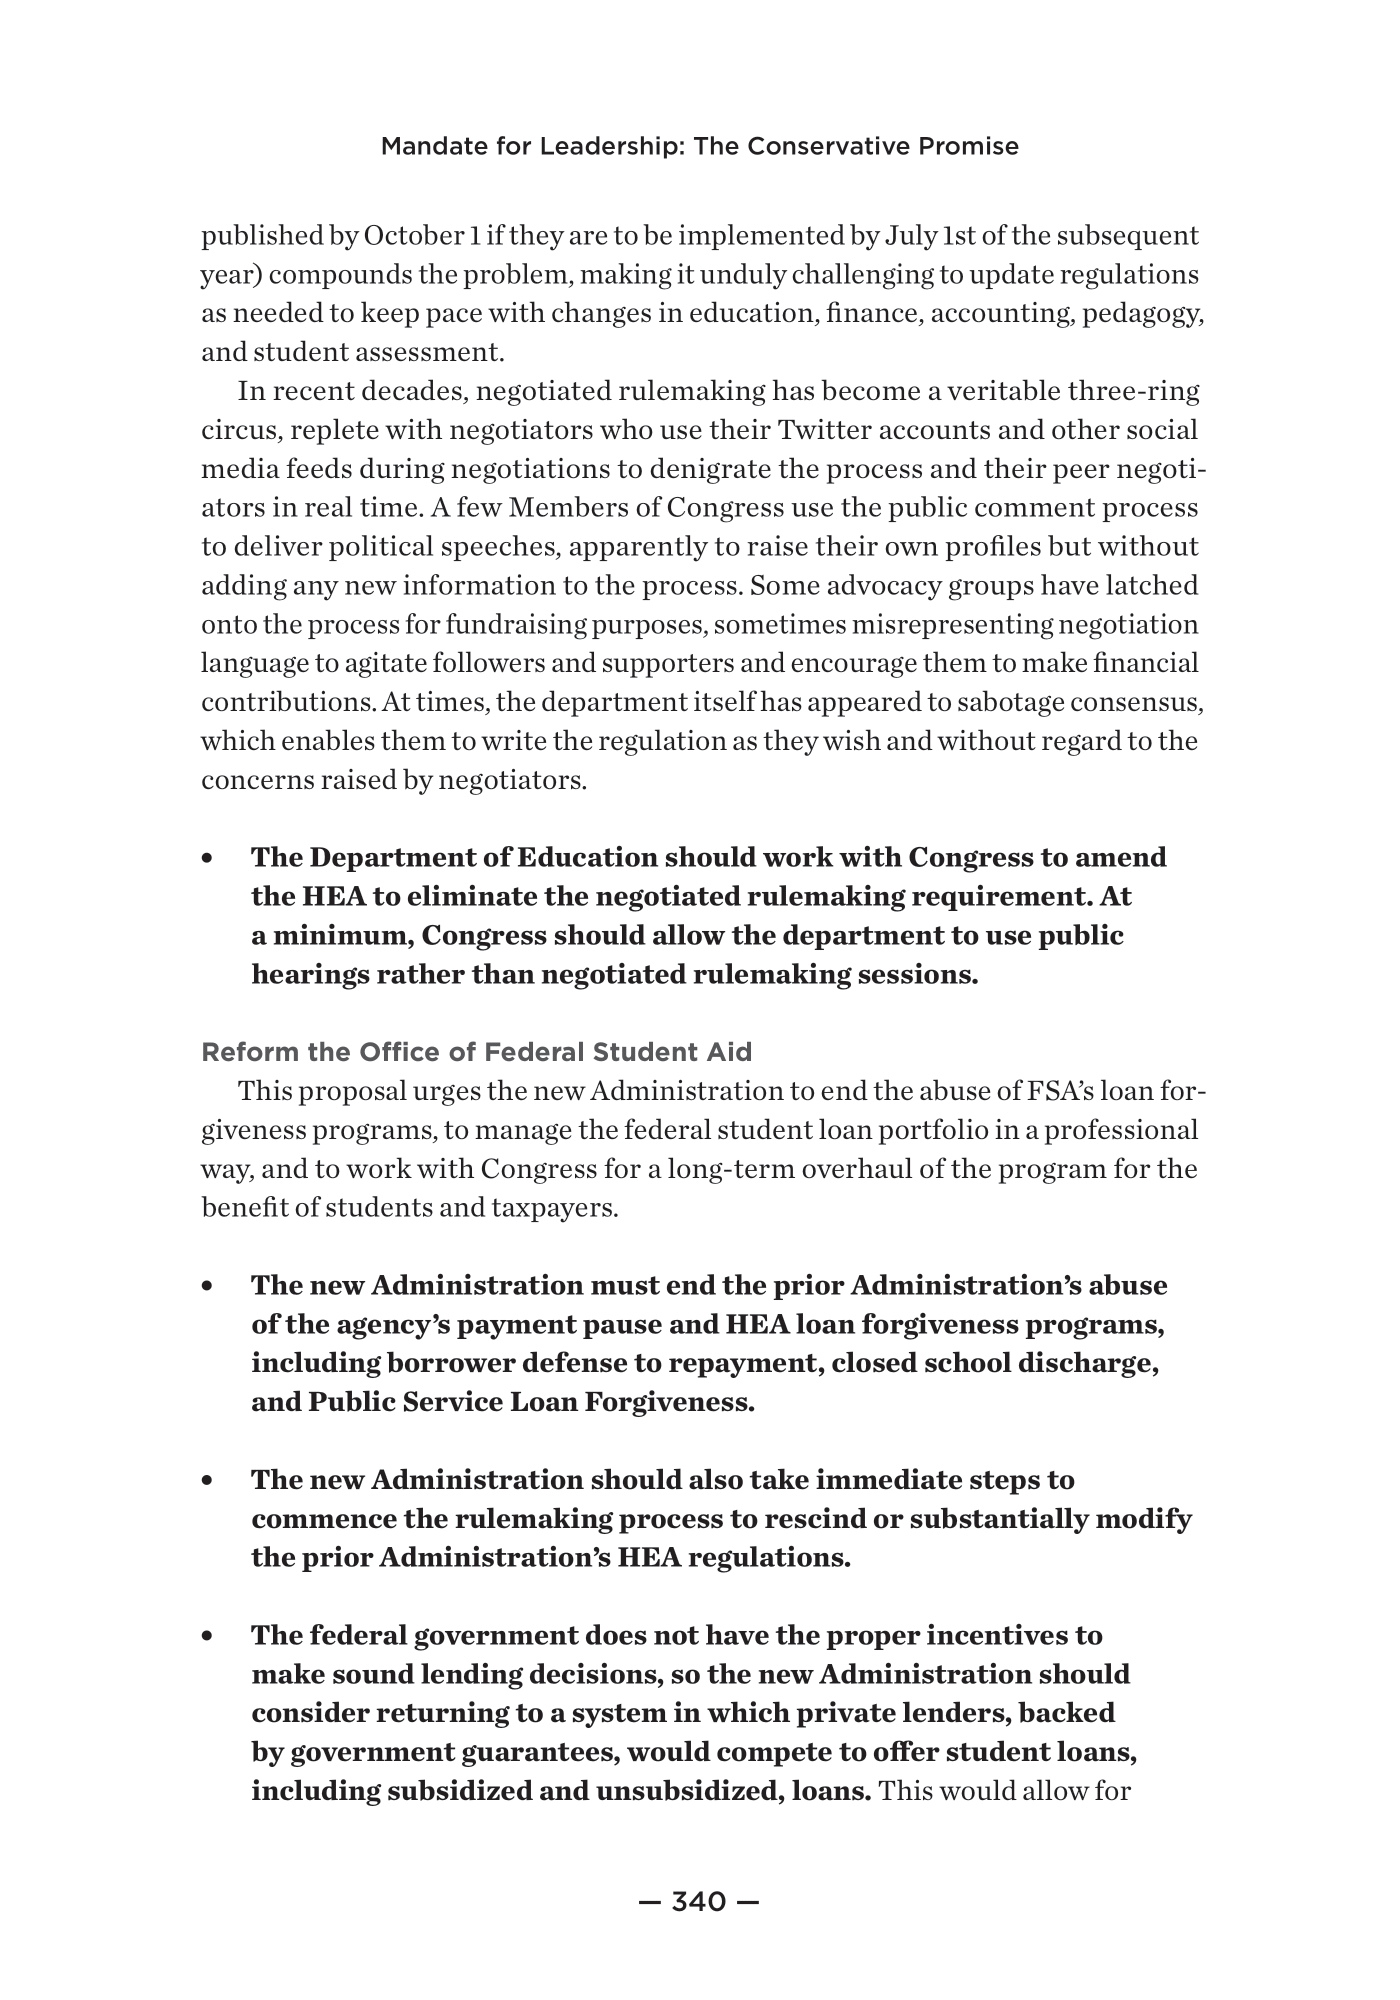 Mandate for Leadership: The Conservative Promise
published by October 1 if they are to be implemented by July 1st of the subsequent
year) compounds the problem, making it unduly challenging to update regulations
as needed to keep pace with changes in education, finance, accounting, pedagogy,
and student assessment.
In recent decades, negotiated rulemaking has become a veritable three-ring
circus, replete with negotiators who use their Twitter accounts and other social
media feeds during negotiations to denigrate the process and their peer negoti-
ators in real time. A few Members of Congress use the public comment process
to deliver political speeches, apparently to raise their own profiles but without
adding any new information to the process. Some advocacy groups have latched
onto the process for fundraising purposes, sometimes misrepresenting negotiation
language to agitate followers and supporters and encourage them to make financial
contributions. At times, the department itself has appeared to sabotage consensus,
which enables them to write the regulation as they wish and without regard to the
concerns raised by negotiators.
• The Department of Education should work with Congress to amend
the HEA to eliminate the negotiated rulemaking requirement. At
a minimum, Congress should allow the department to use public
hearings rather than negotiated rulemaking sessions.
Reform the Office of Federal Student Aid
This proposal urges the new Administration to end the abuse of FSA’s loan for-
giveness programs, to manage the federal student loan portfolio in a professional
way, and to work with Congress for a long-term overhaul of the program for the
benefit of students and taxpayers.
• The new Administration must end the prior Administration’s abuse
of the agency’s payment pause and HEA loan forgiveness programs,
including borrower defense to repayment, closed school discharge,
and Public Service Loan Forgiveness.
• The new Administration should also take immediate steps to
commence the rulemaking process to rescind or substantially modify
the prior Administration’s HEA regulations.
• The federal government does not have the proper incentives to
make sound lending decisions, so the new Administration should
consider returning to a system in which private lenders, backed
by government guarantees, would compete to offer student loans,
including subsidized and unsubsidized, loans. This would allow for
— 340 —